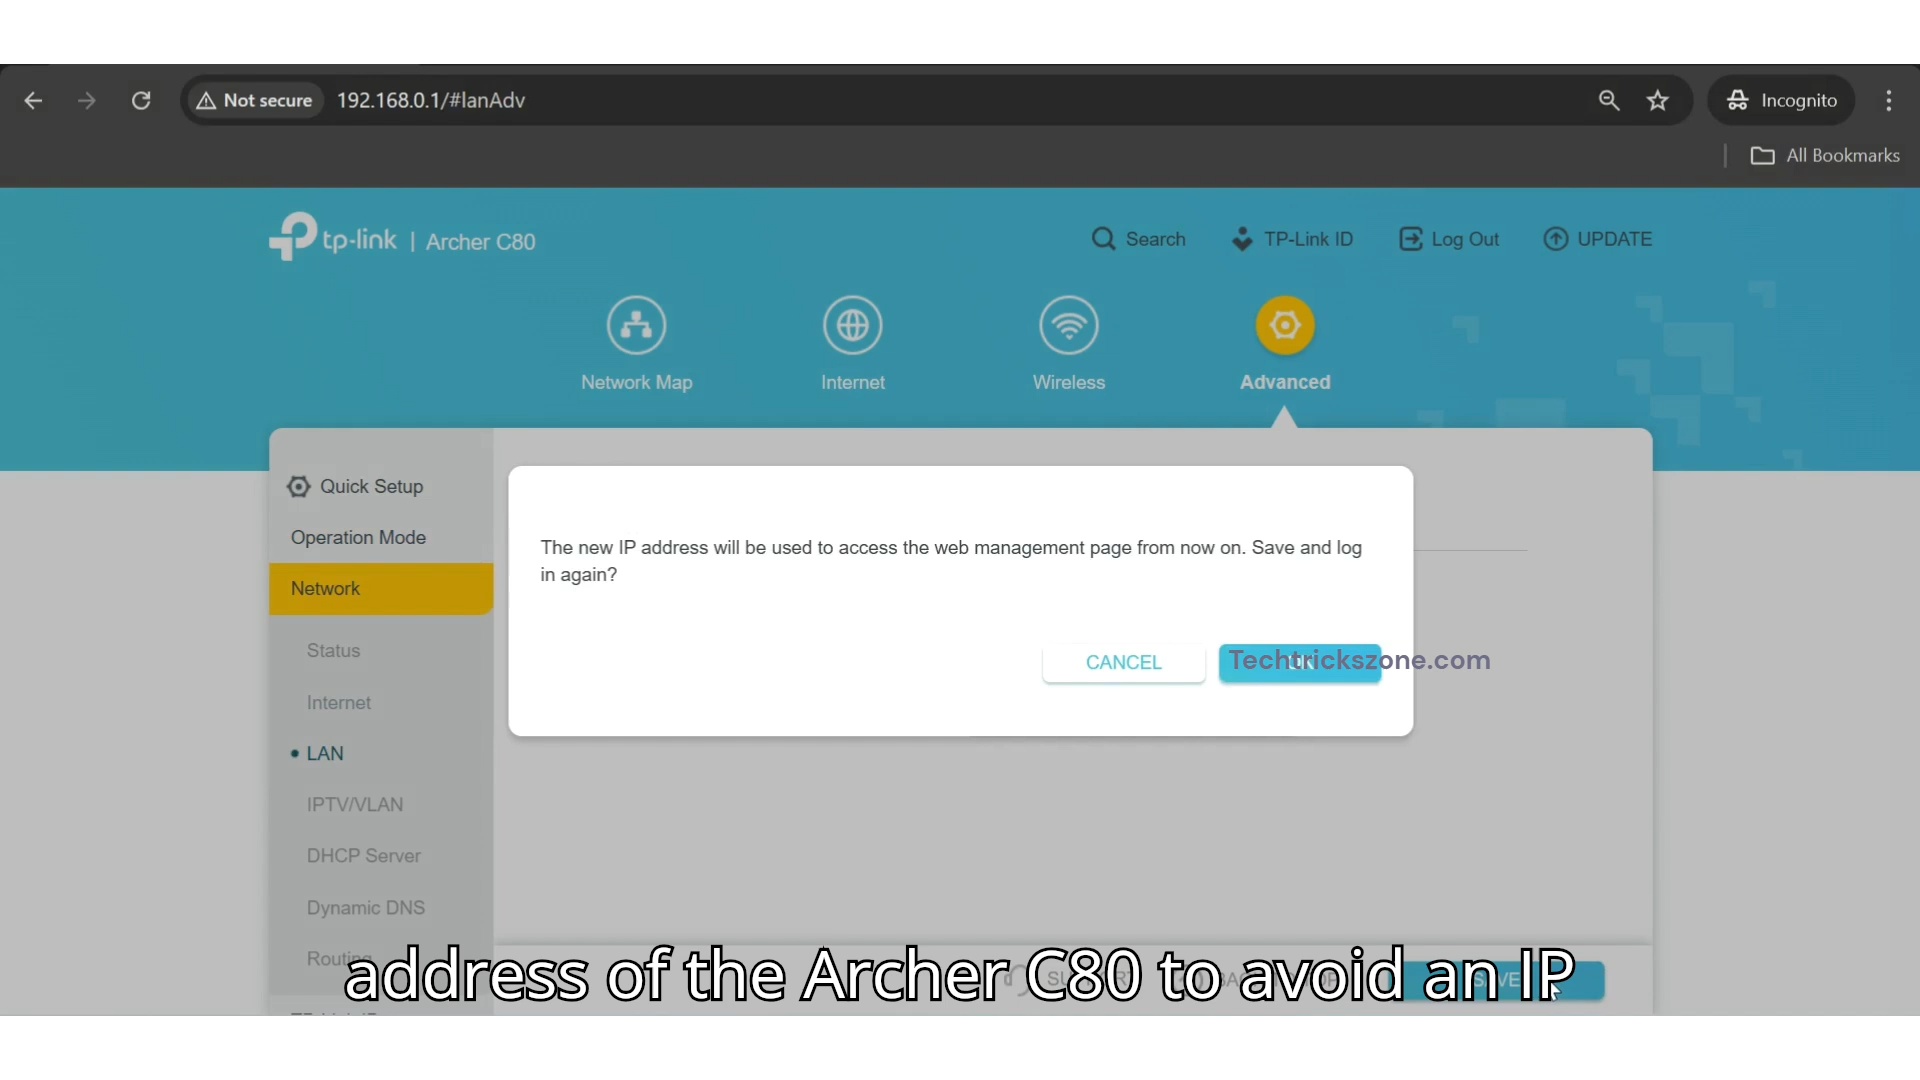 Not secure 192.168.0.1/#lanAdv Incognito
All Bookmarks
tp-link | Archer C80 Search TP-Link ID Log Out UPDATE
Network Map Internet Wireless Advanced
Quick Setup
Operation Mode
Network
Status
Internet
LAN
IPTV/VLAN
DHCP Server
Dynamic DNS
Routing
The new IP address will be used to access the web management page from now on. Save and log
in again?
CANCEL
Techtrickszone.com
address of the Archer C80 to avoid an IP